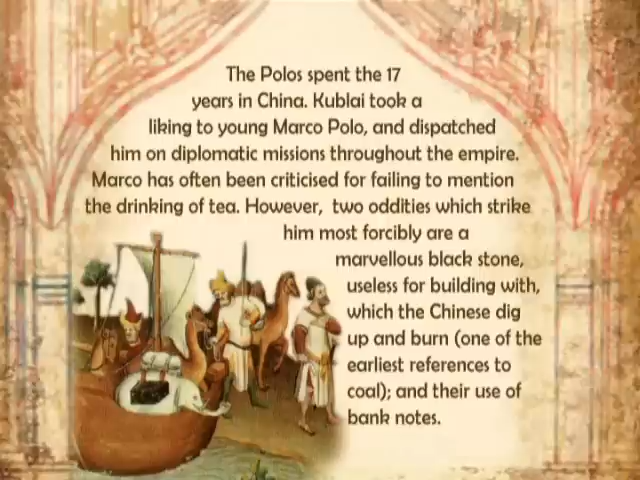 The Polos spent the 17
years in China. Kublai took a
liking to young Marco Polo, and dispatched
him on diplomatic missions throughout the empire.
Marco has often been criticised for failing to mention
the drinking of tea. However, two oddities which strike
him most forcibly are a
marvellous black stone,
useless for building with,
which the Chinese dig
up and burn (one of the
earliest references to
coal); and their use of
bank notes.